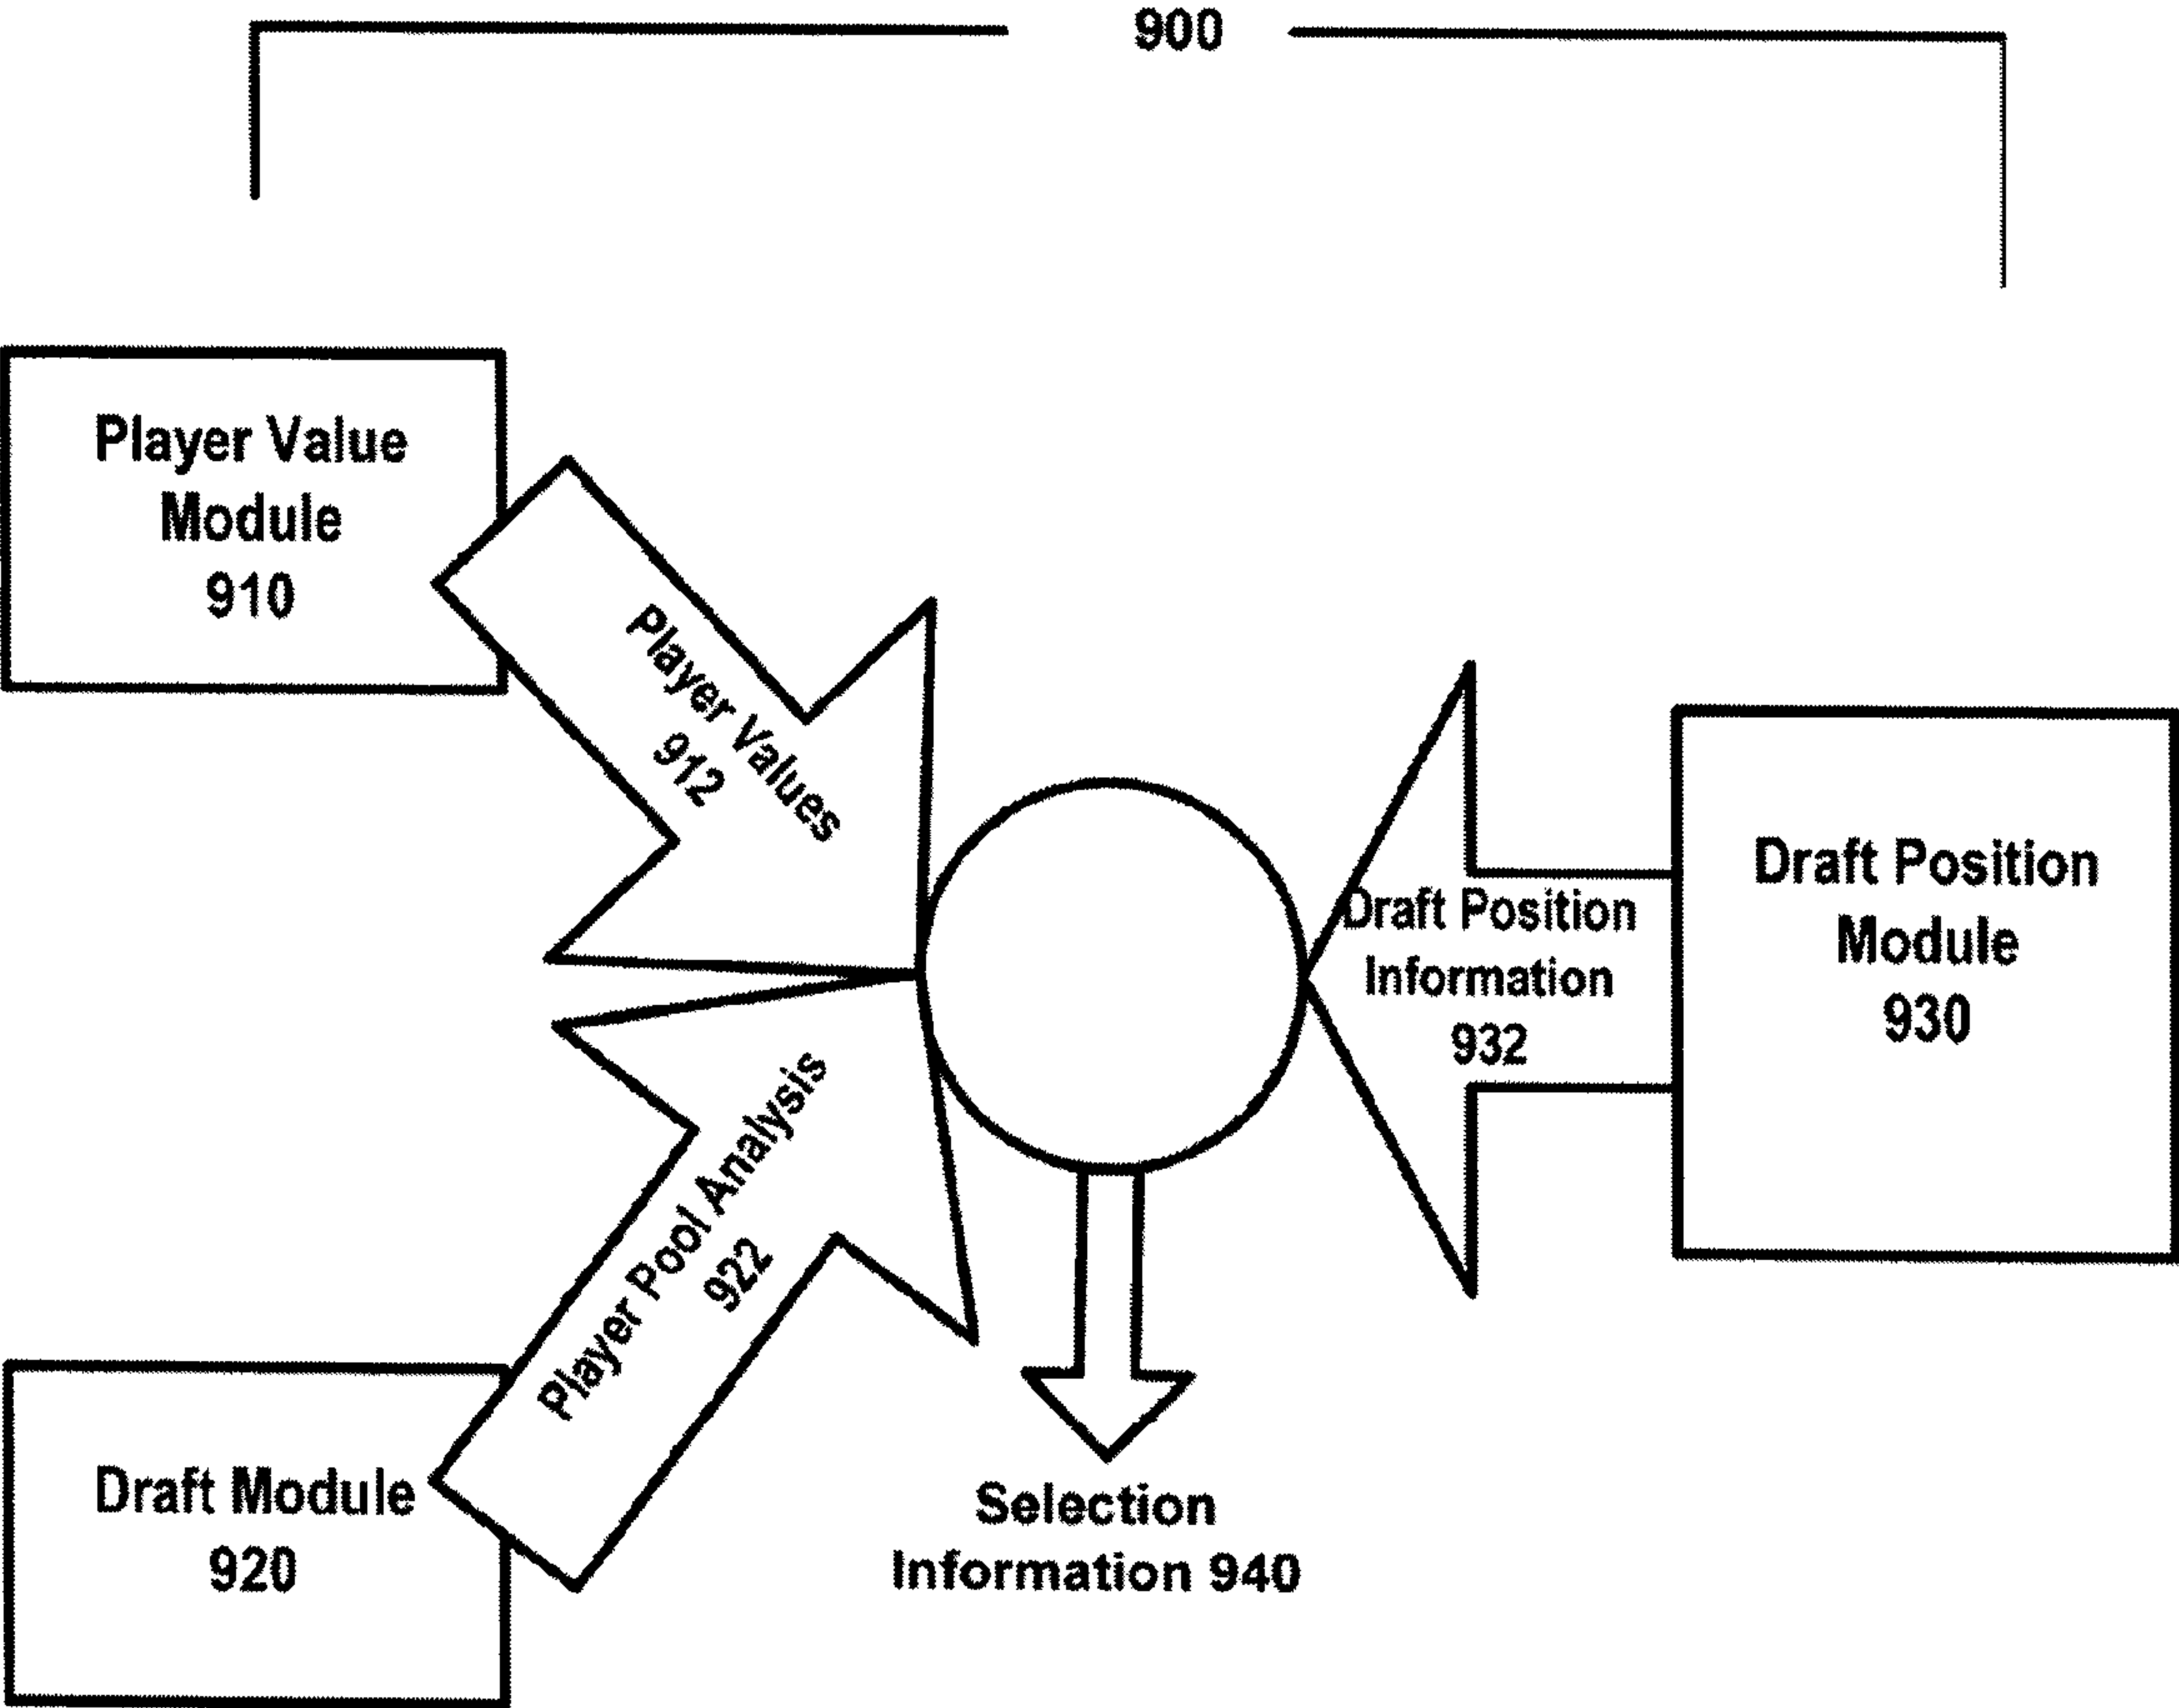 900
Player Value
Module
910
Player Values
912
Draft Position
Information
932
Draft Position
Module
930
Player Pool Analysis
922
Draft Module
920
Selection
Information 940